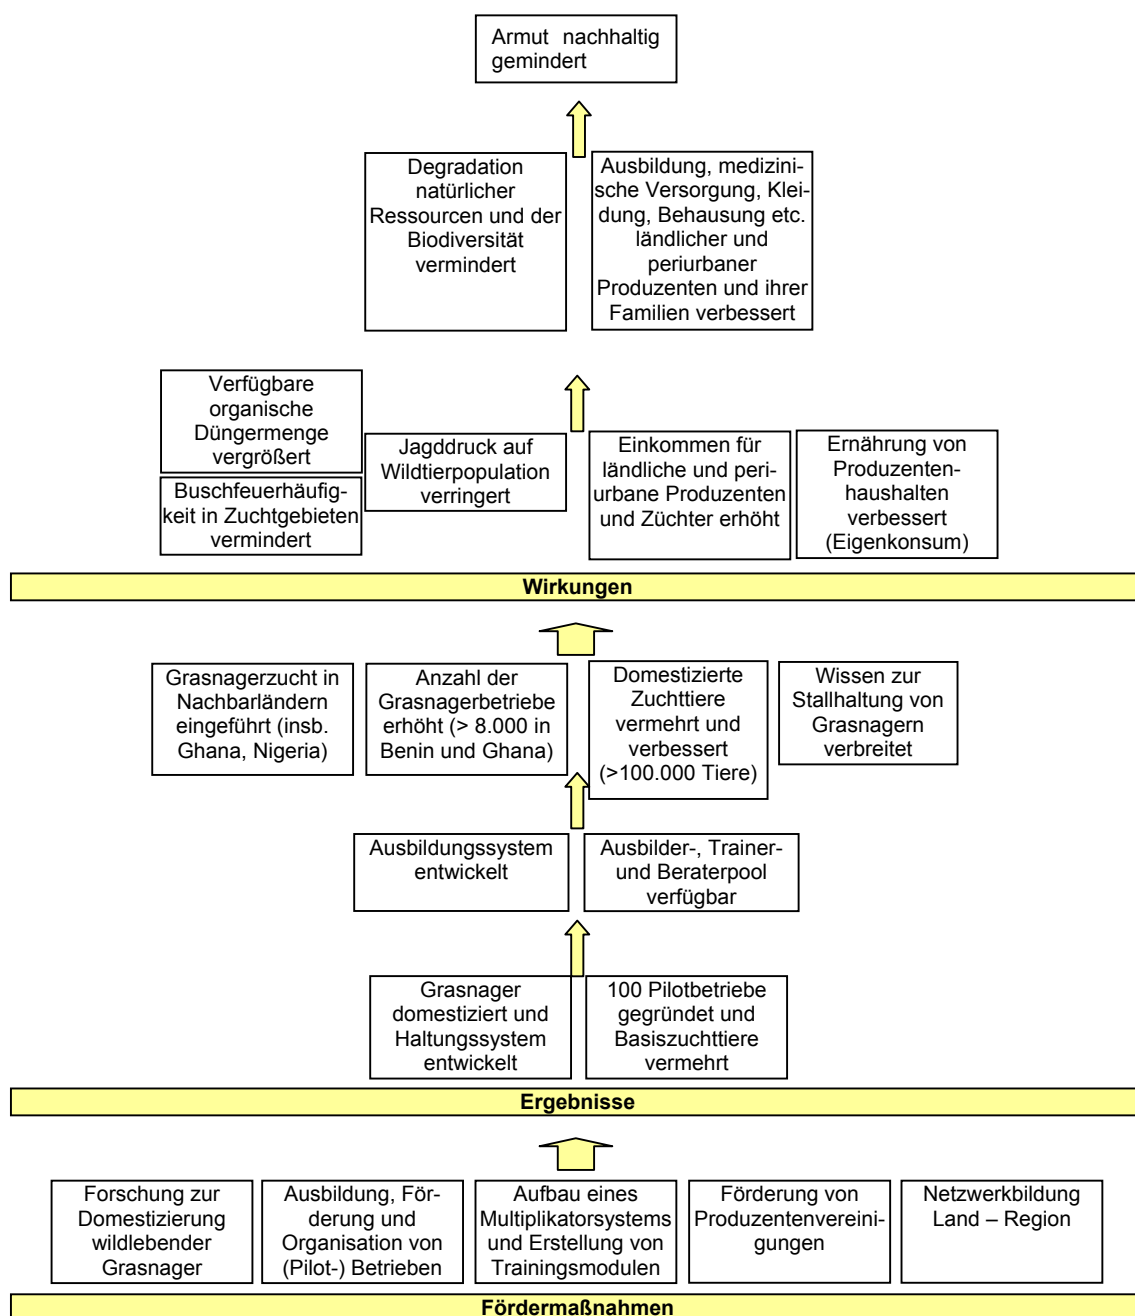 Armut nachhaltig
gemindert
Degradation
natürlicher
Ressourcen und der
Biodiversität
vermindert
Ausbildung, medizini-
sche Versorgung, Klei-
dung, Behausung etc.
ländlicher und
periurbaner
Produzenten und ihrer
Familien verbessert
Verfügbare
organische
Düngermenge
vergrößert
Buschfeuerhäufig-
keit in Zuchtgebieten
vermindert
Jagddruck auf
Wildtierpopulation
verringert
Einkommen für
ländliche und peri-
urbane Produzenten
und Züchter erhöht
Ernährung von
Produzenten-
haushalten
verbessert
(Eigenkonsum)
Wirkungen
Grasnagerzucht in
Nachbarländern
eingeführt (insb.
Ghana, Nigeria)
Anzahl der
Grasnagerbetriebe
erhöht (> 8.000 in
Benin und Ghana)
Domestizierte
Zuchttiere
vermehrt und
verbessert
(>100.000 Tiere)
Wissen zur
Stallhaltung von
Grasnagern
verbreitet
Ausbildungssystem
entwickelt
Ausbilder-, Trainer-
und Beraterpool
verfügbar
Grasnager
domestiziert und
Haltungssystem
entwickelt
100 Pilotbetriebe
gegründet und
Basiszuchttiere
vermehrt
Ergebnisse
Forschung zur
Domestizierung
wildlebender
Grasnager
Ausbildung, För-
derung und
Organisation von
(Pilot-) Betrieben
Aufbau eines
Multiplikatorsystems
und Erstellung von
Trainingsmodulen
Förderung von
Produzentenvereini-
gungen
Netzwerkbildung
Land – Region
Fördermaßnahmen